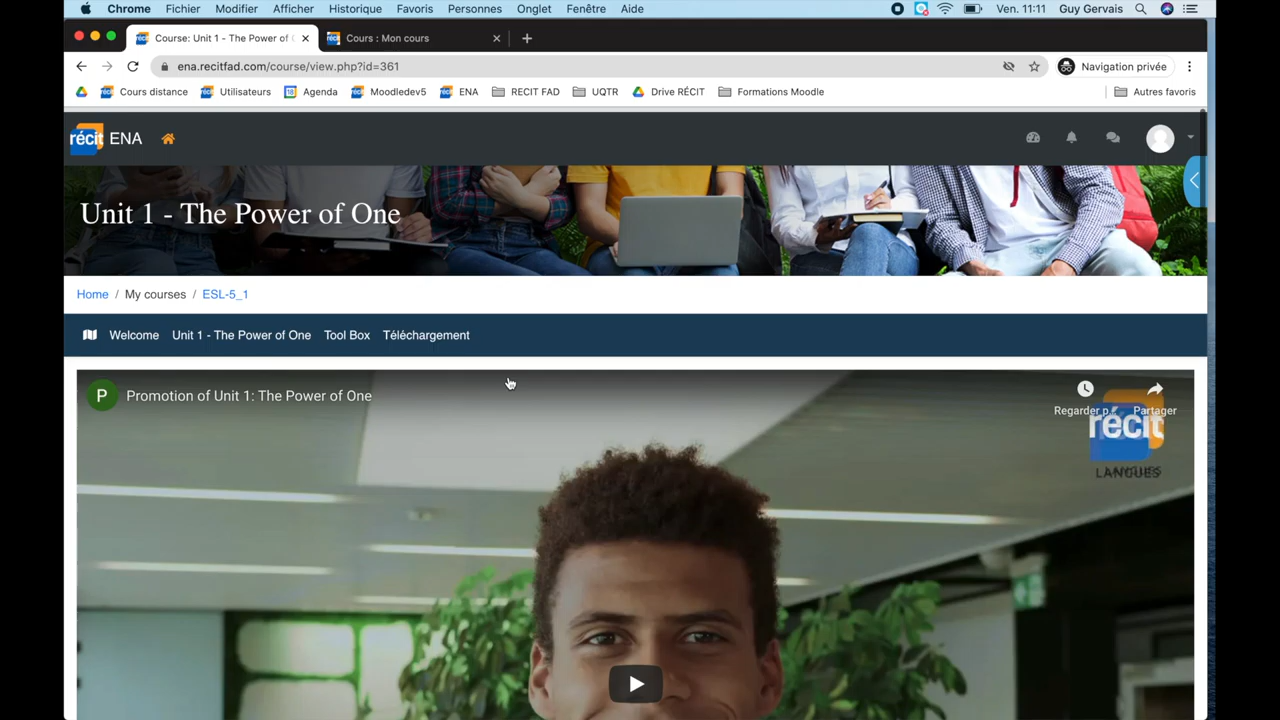 Chrome Fichier Modifier Afficher Historique Favoris Personnes Onglet Fenêtre Aide Ven. 11:11 Guy Gervais
Course: Unit 1 - The Power of Cours : Mon cours
ena.recitfad.com/course/view.php?id=361 Navigation privée
Cours distance Utilisateurs Agenda Moodledev5 ENA RECIT FAD UQTR Drive RÉCIT Formations Moodle Autres favoris
récit ENA
Unit 1 - The Power of One
Home / My courses / ESL-5_1
Welcome Unit 1 - The Power of One Tool Box Téléchargement
P Promotion of Unit 1: The Power of One
Regarder p... Partager
récit
LANGUES